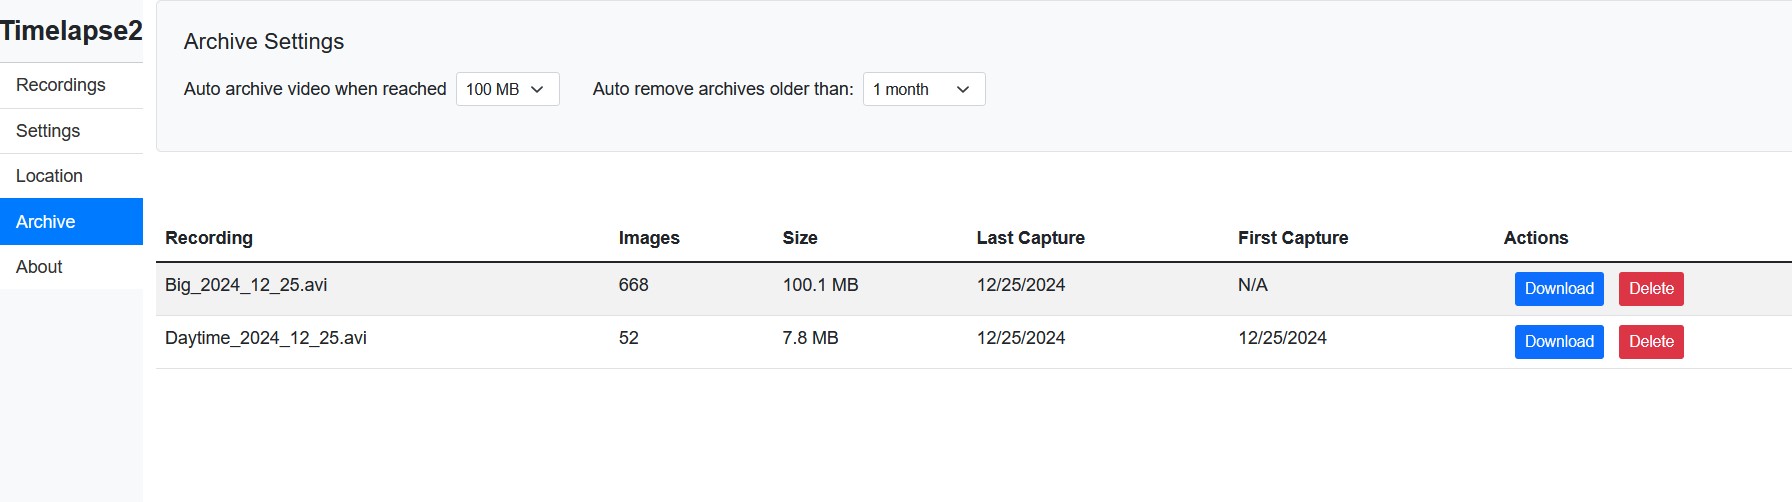 Timelapse2
Recordings
Settings
Location
Archive
About
Archive Settings
Auto archive video when reached 100 MB Auto remove archives older than: 1 month
Recording Images Size Last Capture First Capture Actions
Big_2024_12_25.avi 668 100.1 MB 12/25/2024 N/A Download Delete
Daytime_2024_12_25.avi 52 7.8 MB 12/25/2024 12/25/2024 Download Delete